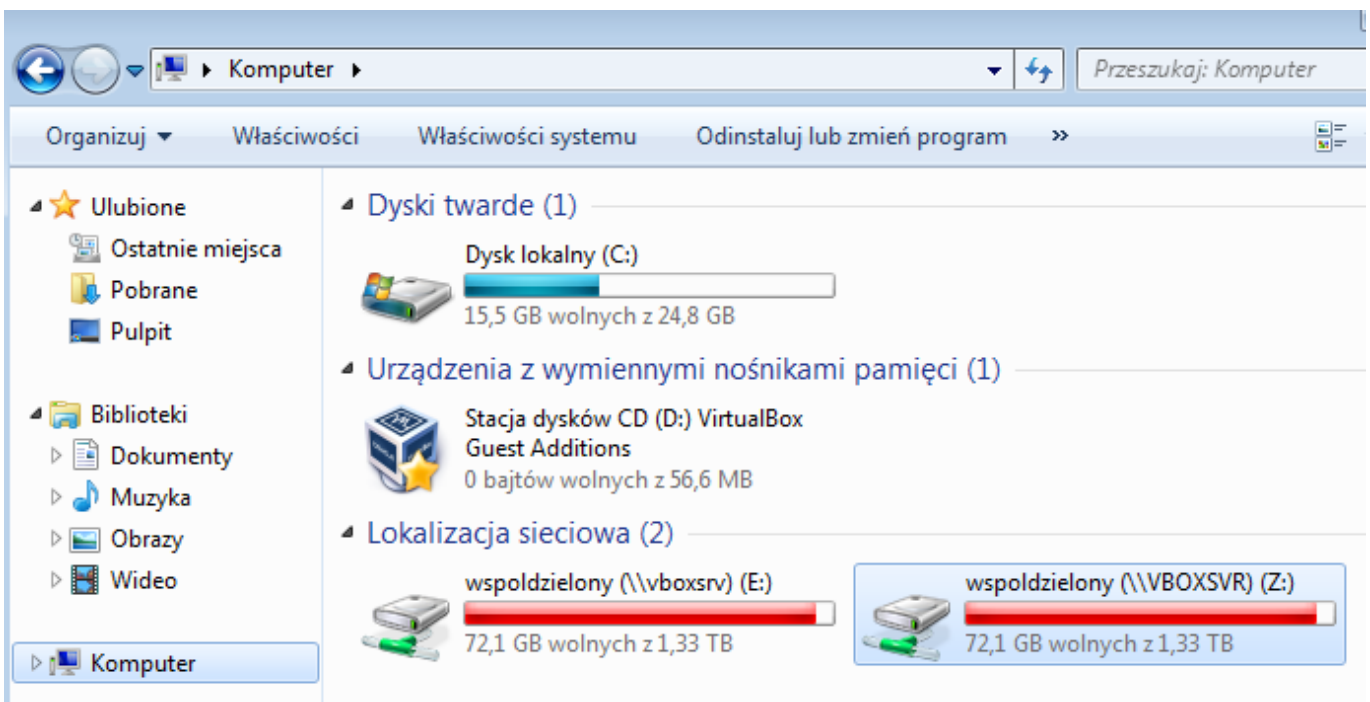 Komputer
Przeszukaj: Komputer
Organizuj
Właściwości
Właściwości systemu
Odinstaluj lub zmień program
»
Ulubione
Ostatnie miejsca
Pobrane
Pulpit
Biblioteki
Dokumenty
Muzyka
Obrazy
Wideo
Komputer
Dyski twarde (1)
Dysk lokalny (C:)
15,5 GB wolnych z 24,8 GB
Urządzenia z wymiennymi nośnikami pamięci (1)
Stacja dysków CD (D:) VirtualBox
Guest Additions
0 bajtów wolnych z 56,6 MB
Lokalizacja sieciowa (2)
wspoldzielony (\\vboxsrv) (E:)
72,1 GB wolnych z 1,33 TB
wspoldzielony (\\VBOXSVR) (Z:)
72,1 GB wolnych z 1,33 TB